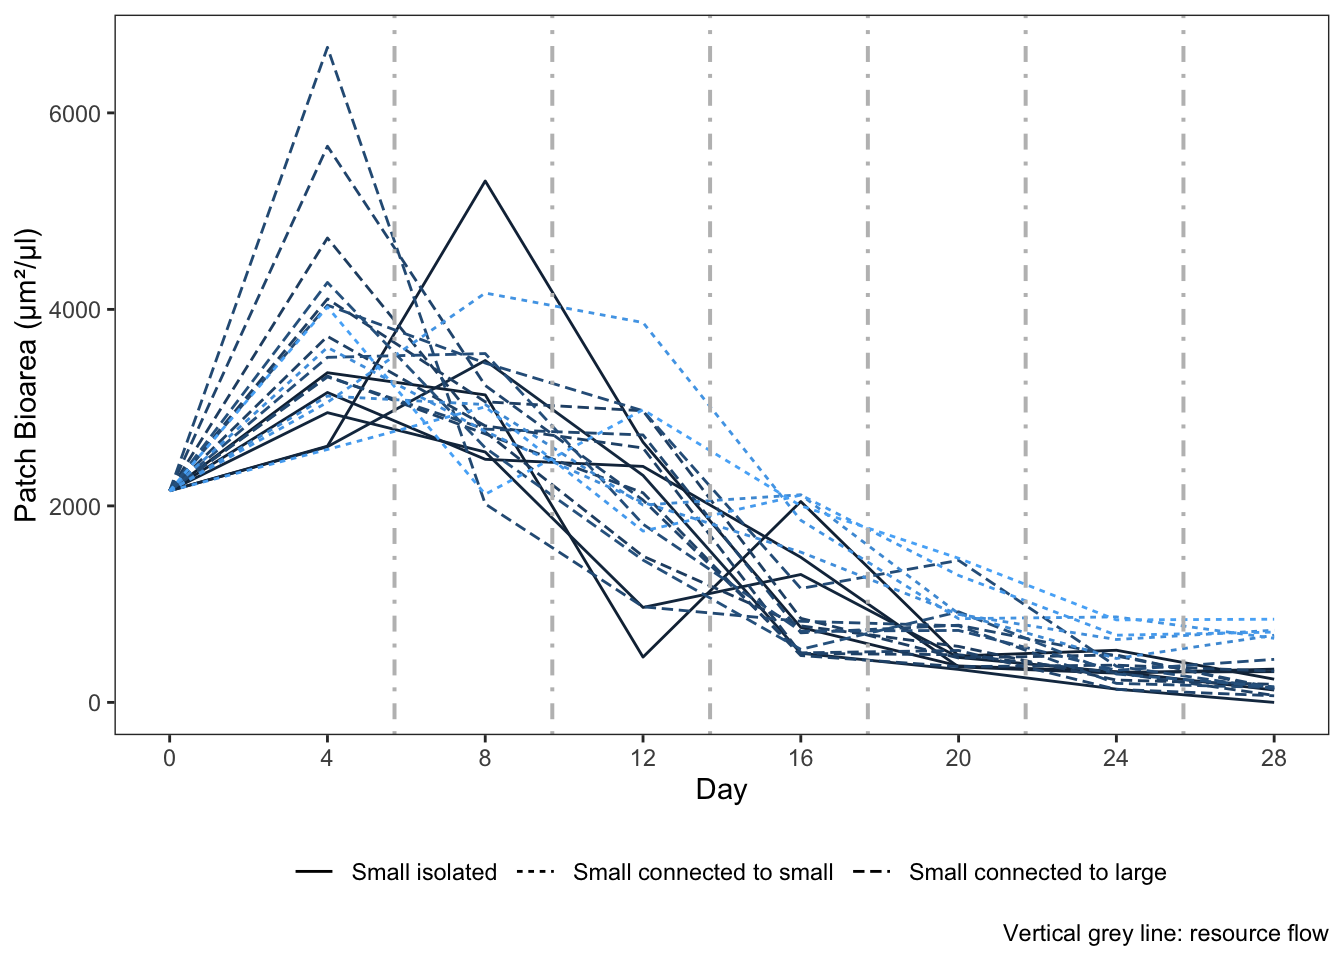 Patch Bioarea (μm²/μl)
6000
4000
2000
0
0 4 8 12 16 20 24 28
Day
Small isolated Small connected to small Small connected to large
Vertical grey line: resource flow